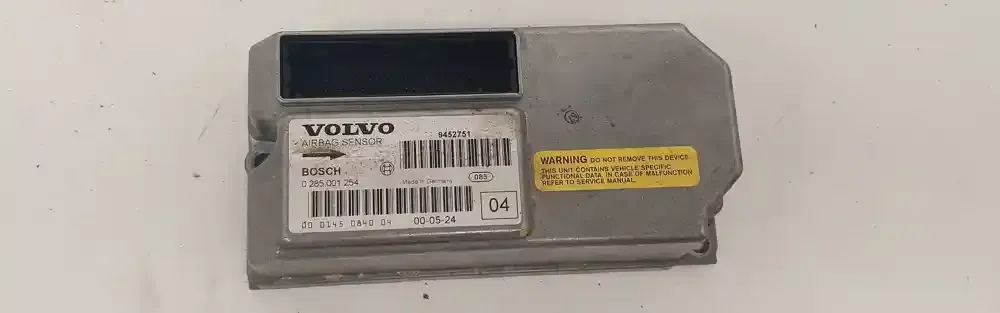 VOLVO
9452751
AIRBAG SENSOR
BOSCH
0 285 001 254
Made in Germany
085
00 0143 0840 04
00-05-24
04
WARNING DO NOT REMOVE THIS DEVICE.
THIS UNIT CONTAINS VEHICLE SPECIFIC
FUNCTIONAL DATA. IN CASE OF MALFUNCTION
REFER TO SERVICE MANUAL.